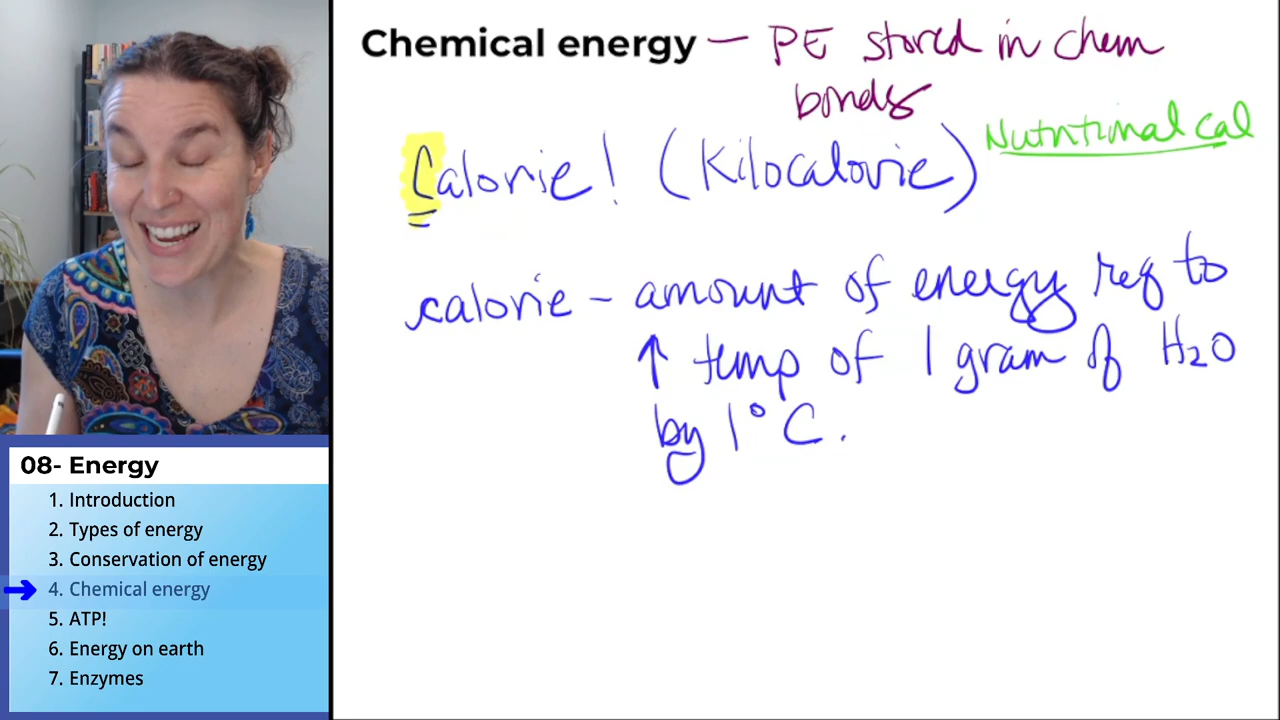 Chemical energy — PE stored in chem
bonds
Nutritional cal
Calorie! (Kilocalorie)
calorie - amount of energy req to
↑ temp of 1 gram of H₂O
by 1° C.
08- Energy
1. Introduction
2. Types of energy
3. Conservation of energy
4. Chemical energy
5. ATP!
6. Energy on earth
7. Enzymes